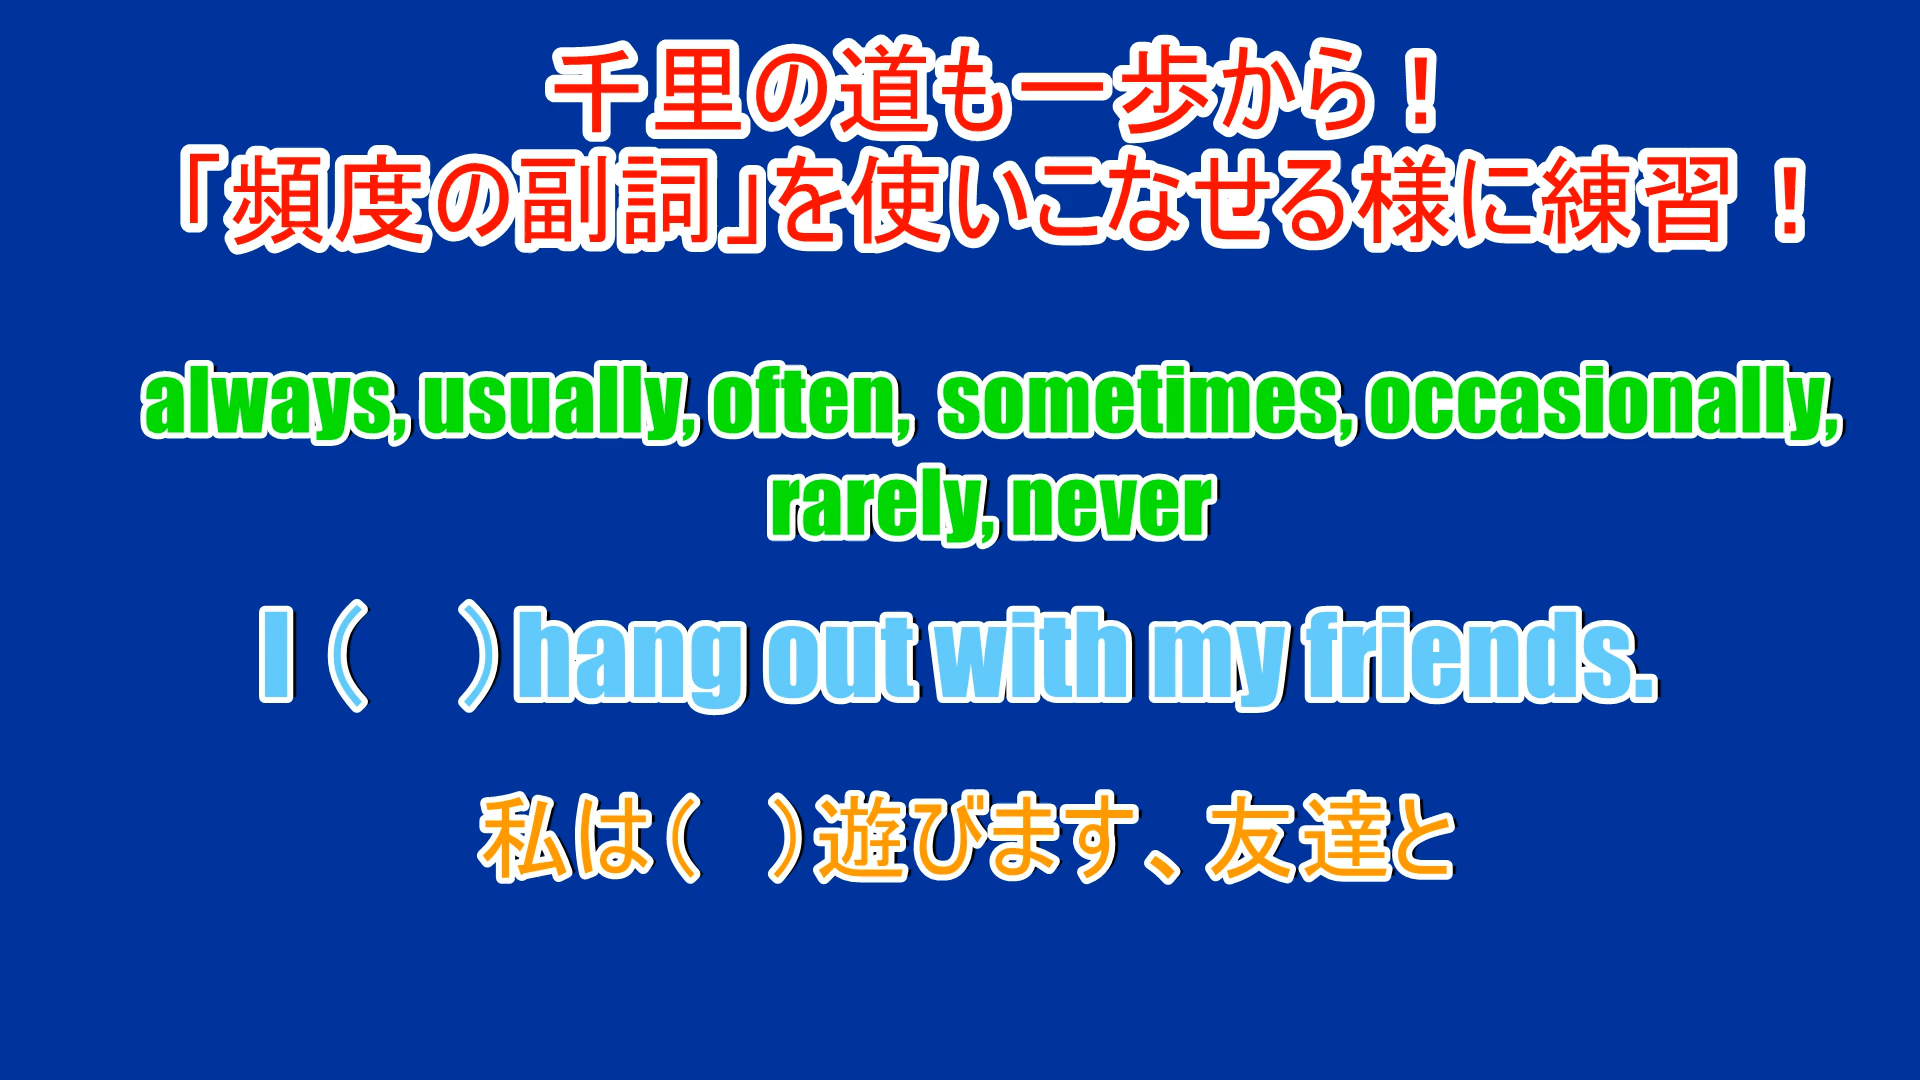 千里の道も一歩から！
「頻度の副詞」を使いこなせる様に練習 ！
always, usually, often,  sometimes, occasionally,
rarely, never
I （　）hang out with my friends.
私は（　）遊びます、友達と